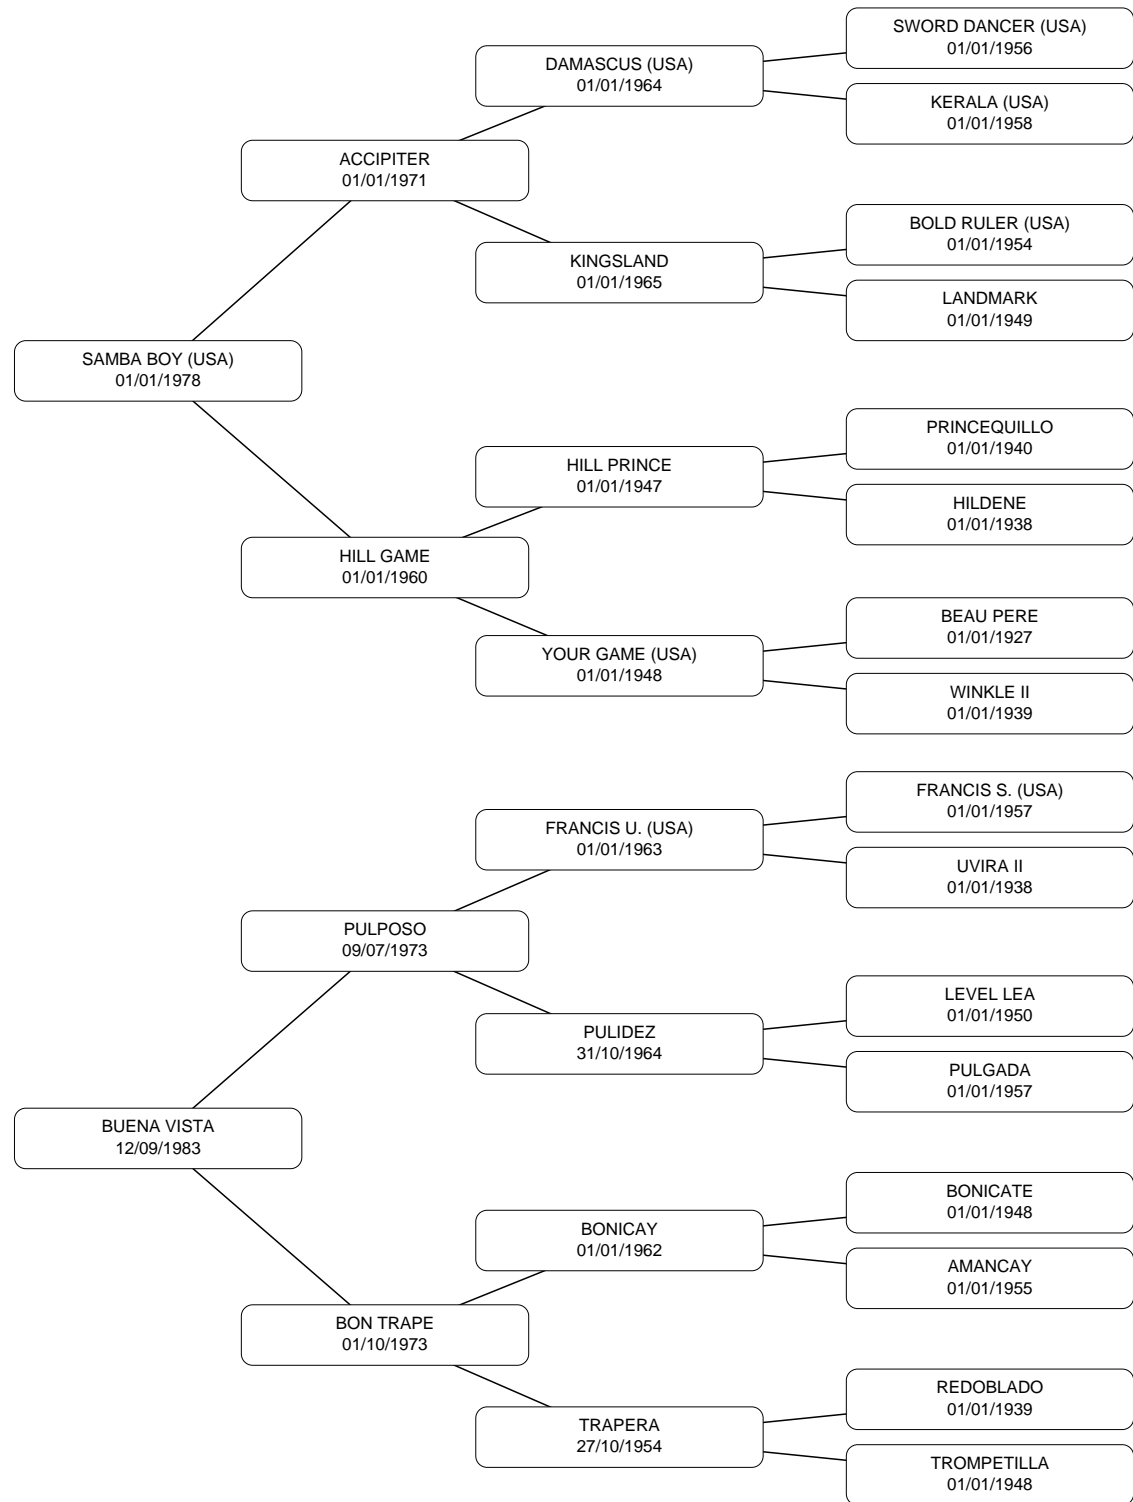 SWORD DANCER (USA)
01/01/1956
DAMASCUS (USA)
01/01/1964
KERALA (USA)
01/01/1958
ACCIPITER
01/01/1971
BOLD RULER (USA)
01/01/1954
KINGSLAND
01/01/1965
LANDMARK
01/01/1949
SAMBA BOY (USA)
01/01/1978
PRINCEQUILLO
01/01/1940
HILL PRINCE
01/01/1947
HILDENE
01/01/1938
HILL GAME
01/01/1960
BEAU PERE
01/01/1927
YOUR GAME (USA)
01/01/1948
WINKLE II
01/01/1939
FRANCIS S. (USA)
01/01/1957
FRANCIS U. (USA)
01/01/1963
UVIRA II
01/01/1938
PULPOSO
09/07/1973
LEVEL LEA
01/01/1950
PULIDEZ
31/10/1964
PULGADA
01/01/1957
BUENA VISTA
12/09/1983
BONICATE
01/01/1948
BONICAY
01/01/1962
AMANCAY
01/01/1955
BON TRAPE
01/10/1973
REDOBLADO
01/01/1939
TRAPERA
27/10/1954
TROMPETILLA
01/01/1948